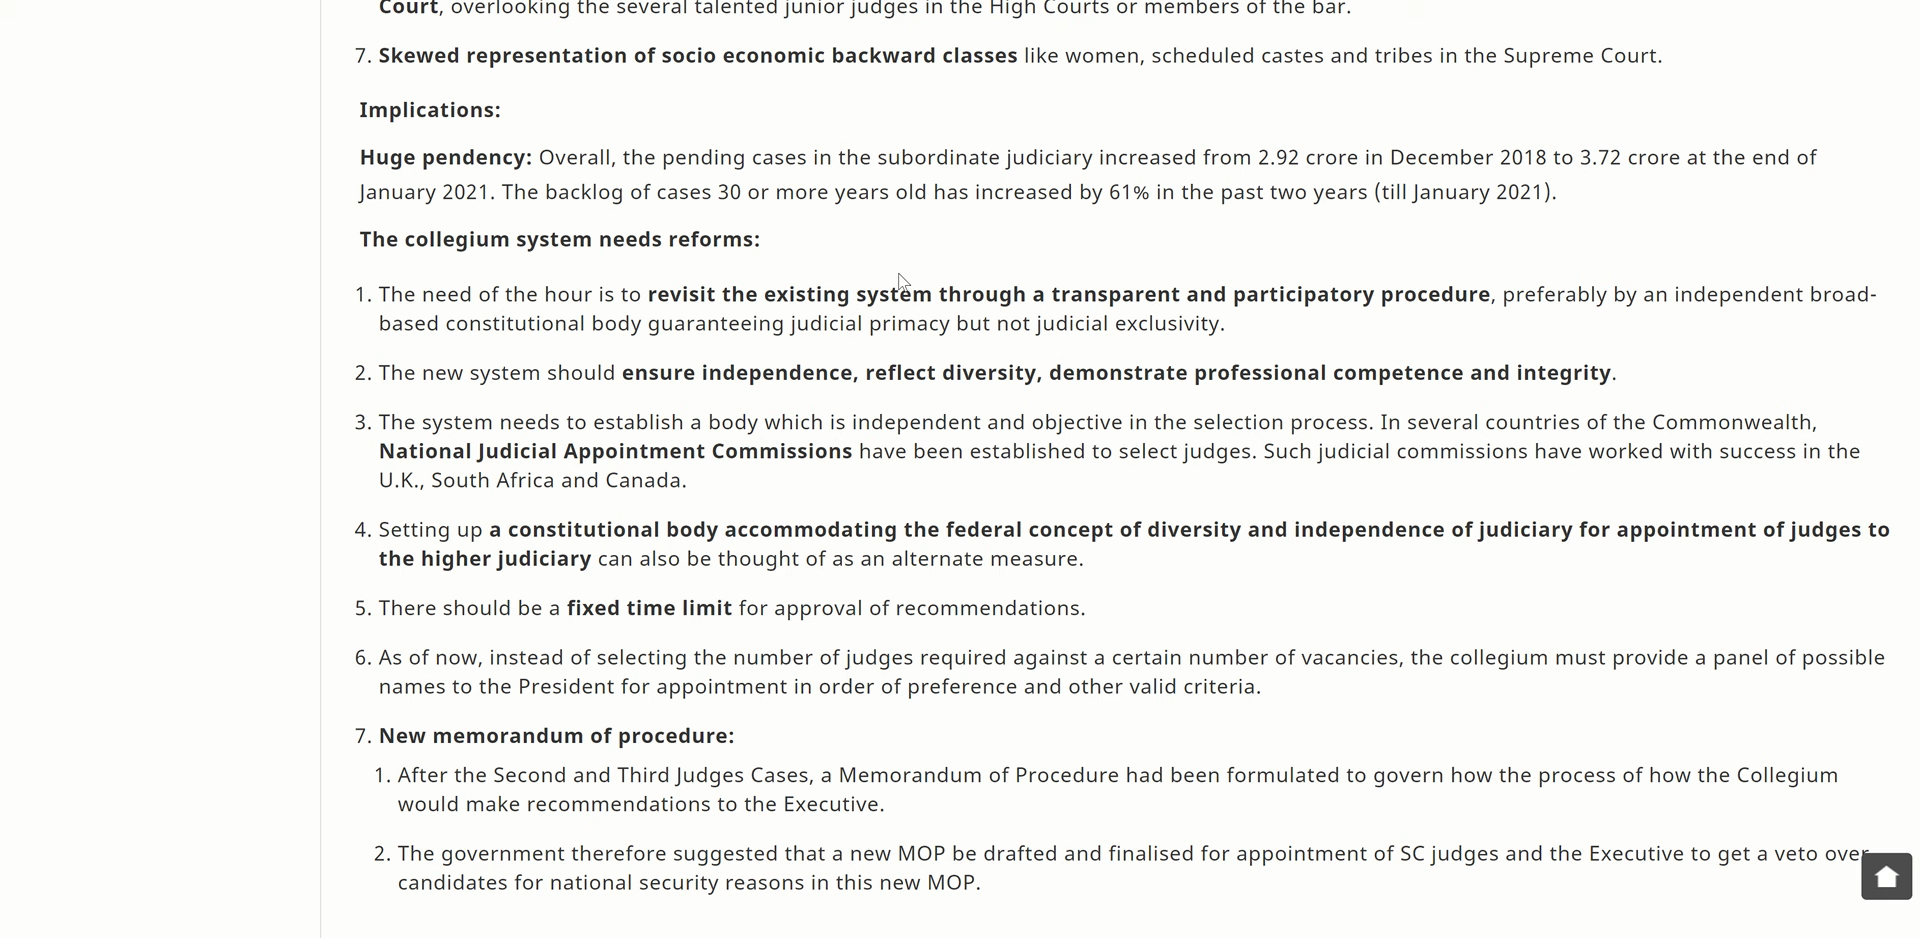 Court, overlooking the several talented junior judges in the High Courts or members of the bar.
7. Skewed representation of socio economic backward classes like women, scheduled castes and tribes in the Supreme Court.
Implications:
Huge pendency: Overall, the pending cases in the subordinate judiciary increased from 2.92 crore in December 2018 to 3.72 crore at the end of
January 2021. The backlog of cases 30 or more years old has increased by 61% in the past two years (till January 2021).
The collegium system needs reforms:
1. The need of the hour is to revisit the existing system through a transparent and participatory procedure, preferably by an independent broad-
based constitutional body guaranteeing judicial primacy but not judicial exclusivity.
2. The new system should ensure independence, reflect diversity, demonstrate professional competence and integrity.
3. The system needs to establish a body which is independent and objective in the selection process. In several countries of the Commonwealth,
National Judicial Appointment Commissions have been established to select judges. Such judicial commissions have worked with success in the
U.K., South Africa and Canada.
4. Setting up a constitutional body accommodating the federal concept of diversity and independence of judiciary for appointment of judges to
the higher judiciary can also be thought of as an alternate measure.
5. There should be a fixed time limit for approval of recommendations.
6. As of now, instead of selecting the number of judges required against a certain number of vacancies, the collegium must provide a panel of possible
names to the President for appointment in order of preference and other valid criteria.
7. New memorandum of procedure:
1. After the Second and Third Judges Cases, a Memorandum of Procedure had been formulated to govern how the process of how the Collegium
would make recommendations to the Executive.
2. The government therefore suggested that a new MOP be drafted and finalised for appointment of SC judges and the Executive to get a veto over
candidates for national security reasons in this new MOP.